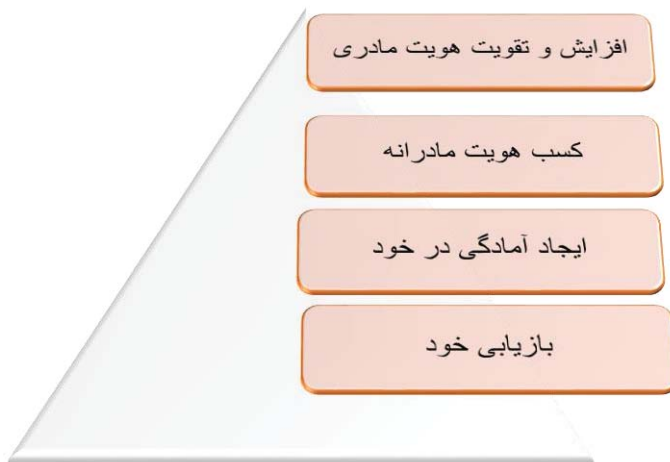 افزایش و تقویت هویت مادری
کسب هویت مادرانه
ایجاد آمادگی در خود
بازیابی خود